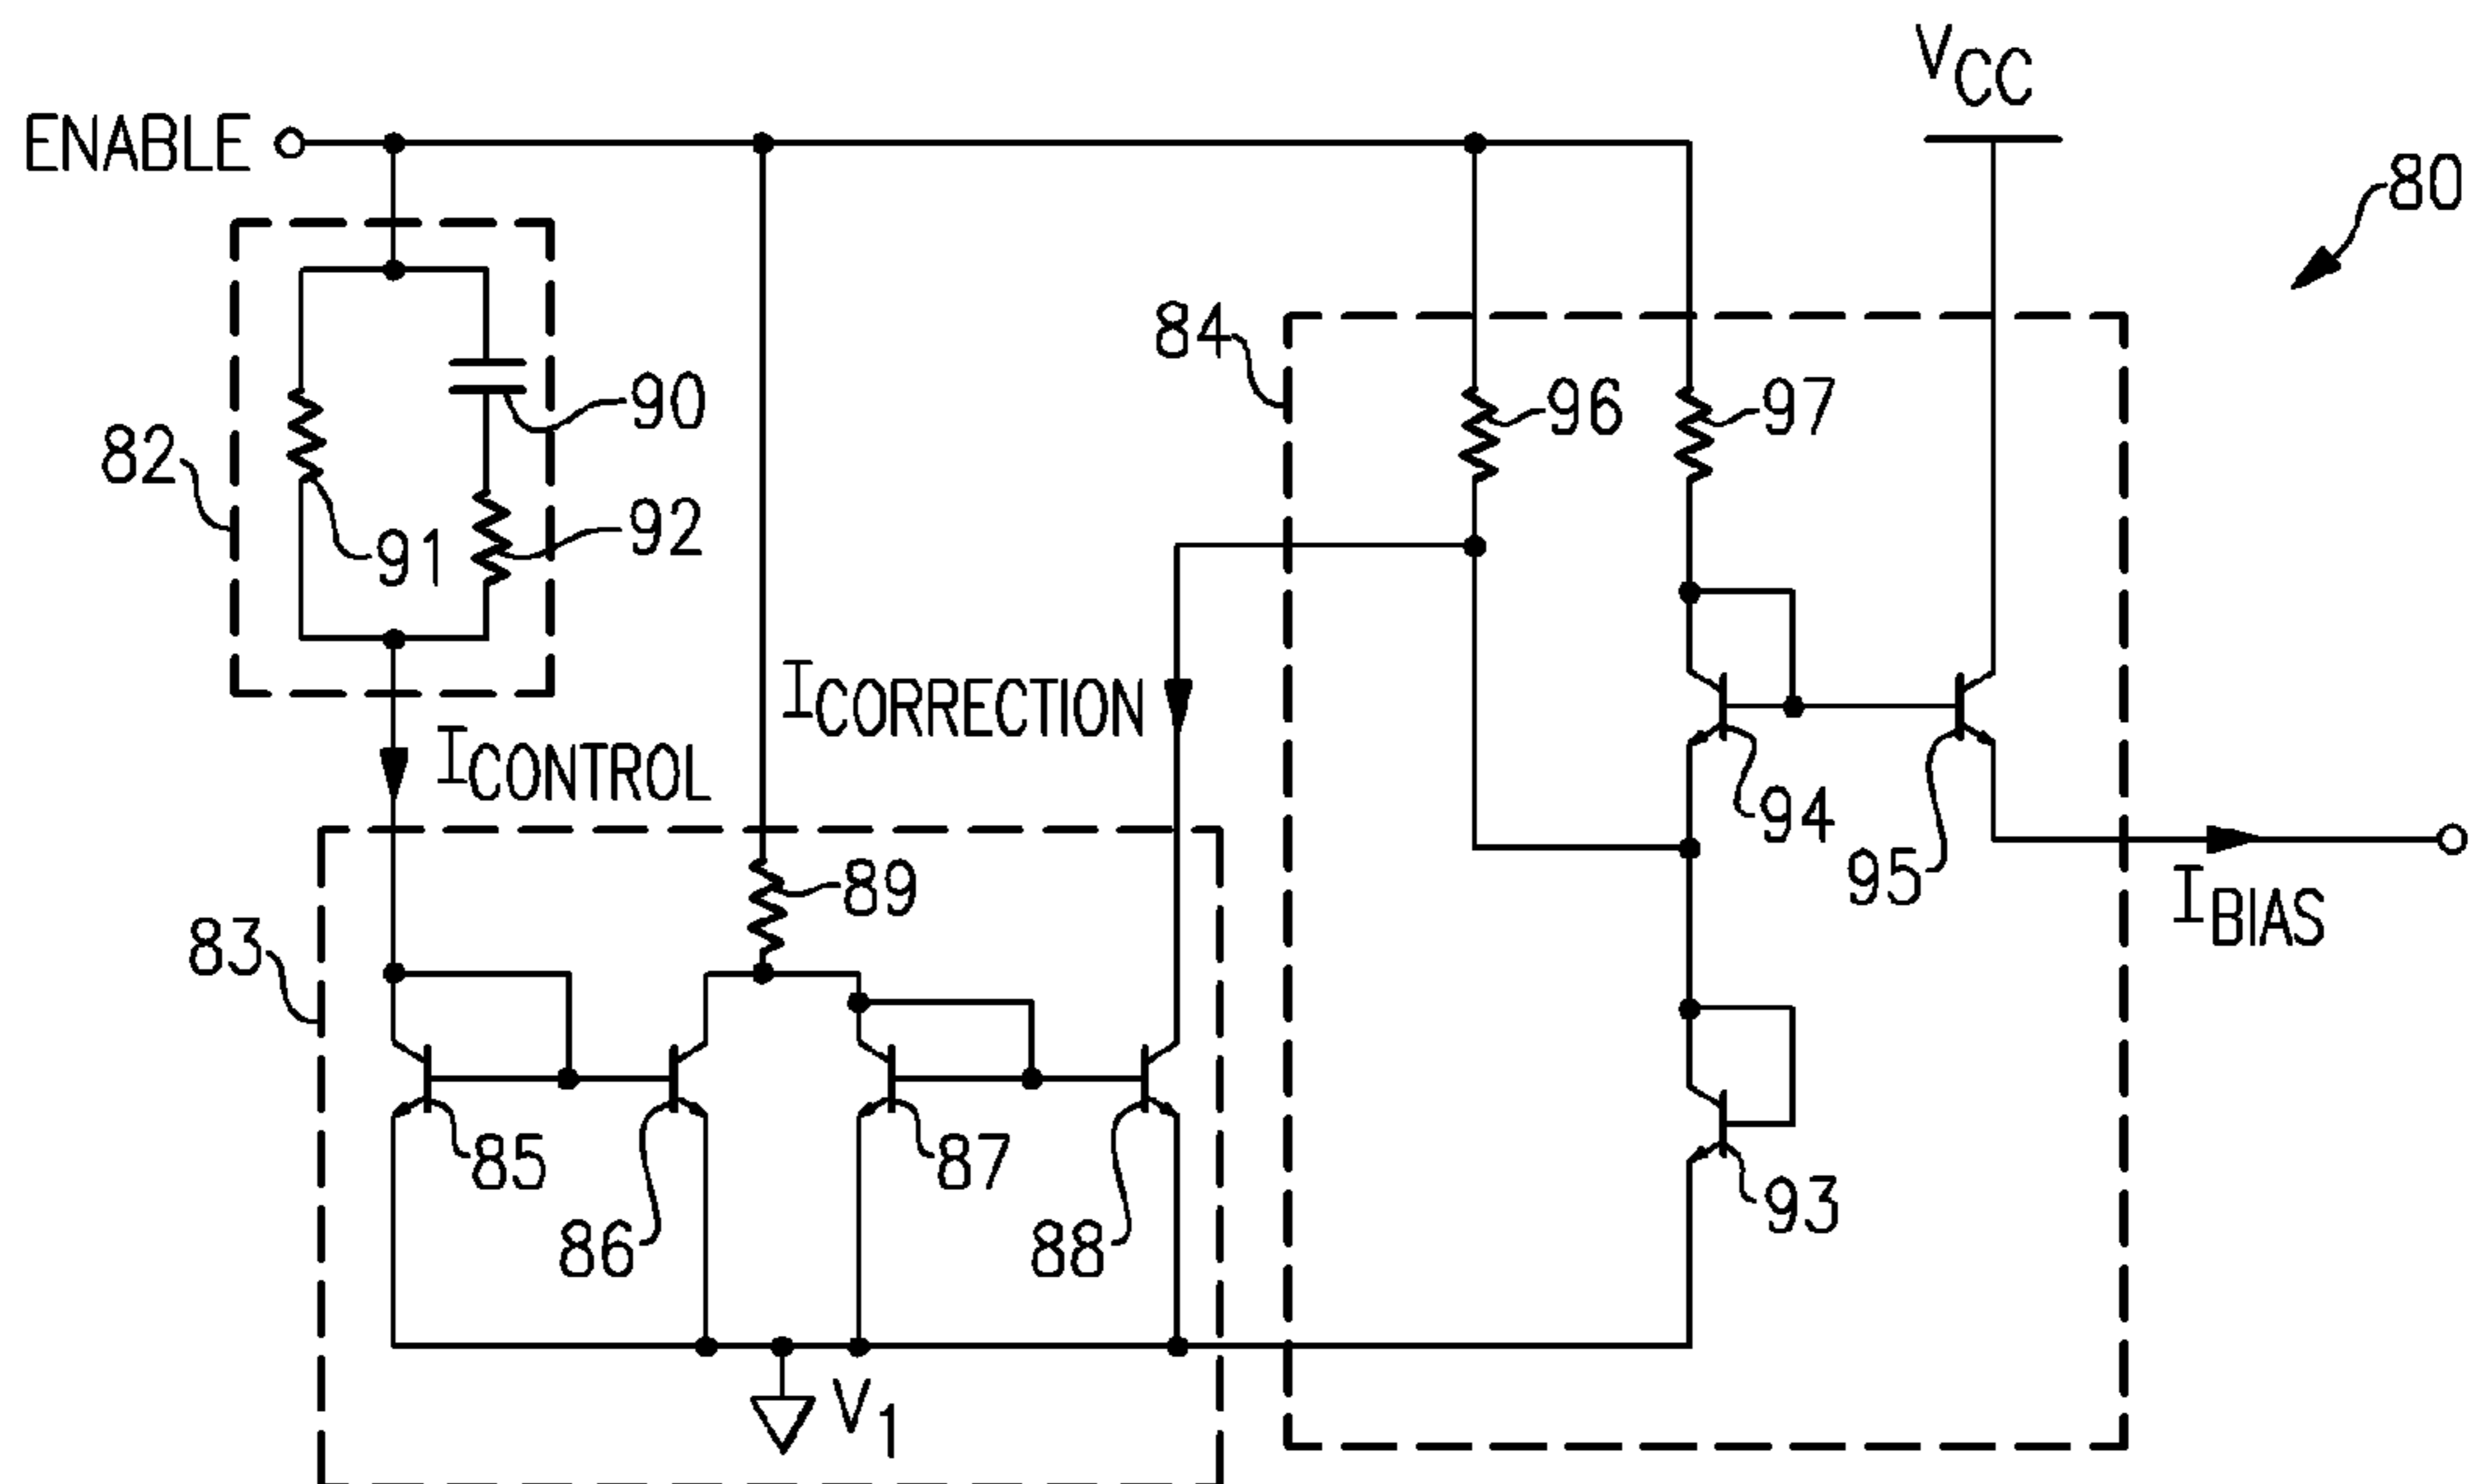 VCC
ENABLE
80
84
90
96
97
82
92
91
ICORRECTION
ICONTROL
94
89
95
IBIAS
83
85
87
93
86
88
V1